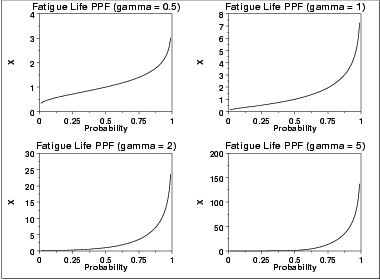 Fatigue Life PPF (gamma = 0.5)
4
3
2
1
0
X
0 0.25 0.5 0.75 1
Probability
Fatigue Life PPF (gamma = 1)
8
7
6
5
4
3
2
1
0
X
0 0.25 0.5 0.75 1
Probability
Fatigue Life PPF (gamma = 2)
30
25
20
15
10
5
0
X
0 0.25 0.5 0.75 1
Probability
Fatigue Life PPF (gamma = 5)
200
150
100
50
0
X
0 0.25 0.5 0.75 1
Probability